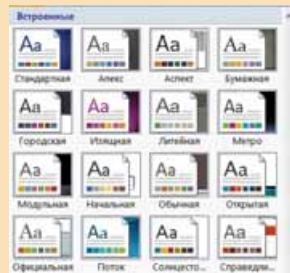 Встроенные
Aa Aa Aa Aa
Стандартная Апекс Аспект Бумажная
Aa Aa Aa Aa
Городская Изящная Литейная Метро
Aa Aa Aa Aa
Модульная Начальная Обычная Открытая
Aa Aa Aa Aa
Официальная Поток Солнцесто... Справедли...